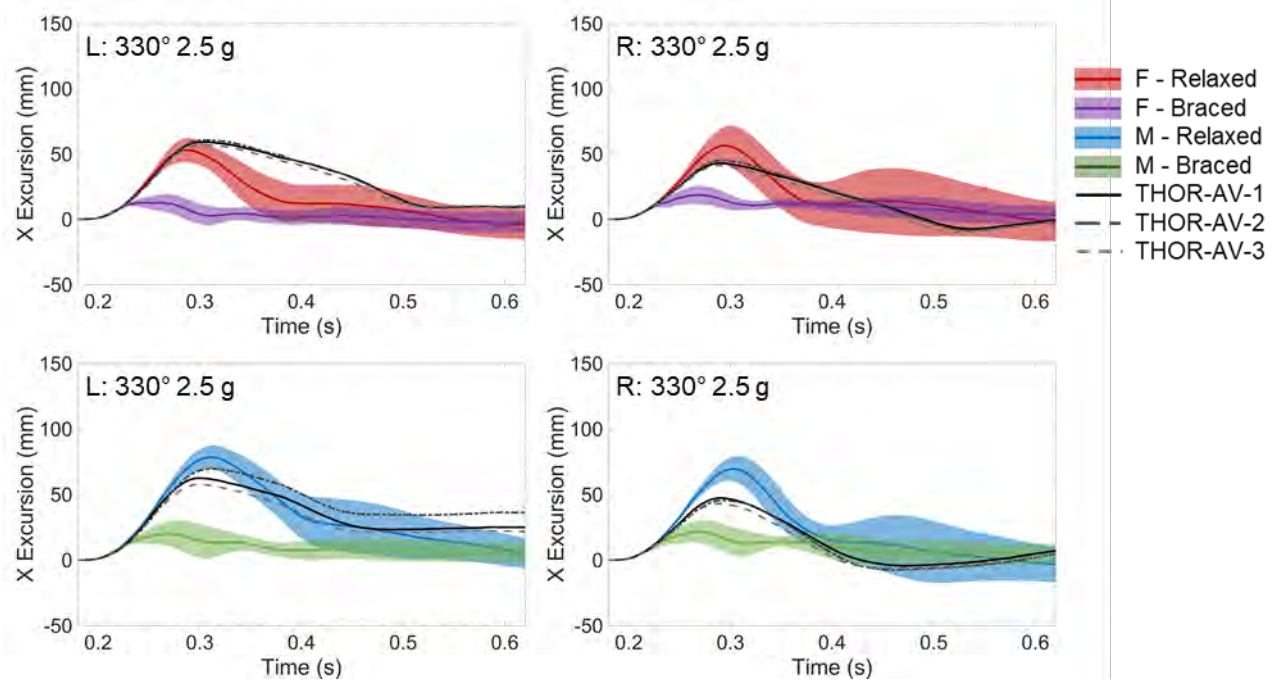 150
L: 330° 2.5 g
100
50
0
-50
X Excursion (mm)
0.2 0.3 0.4 0.5 0.6
Time (s)
150
R: 330° 2.5 g
100
50
0
-50
X Excursion (mm)
0.2 0.3 0.4 0.5 0.6
Time (s)
F - Relaxed
F - Braced
M - Relaxed
M - Braced
THOR-AV-1
THOR-AV-2
THOR-AV-3
150
L: 330° 2.5 g
100
50
0
-50
X Excursion (mm)
0.2 0.3 0.4 0.5 0.6
Time (s)
150
R: 330° 2.5 g
100
50
0
-50
X Excursion (mm)
0.2 0.3 0.4 0.5 0.6
Time (s)